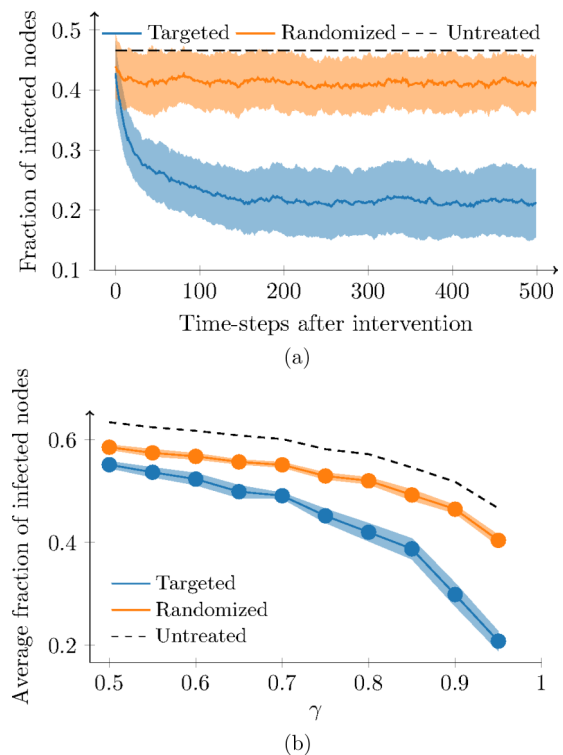 Fraction of infected nodes
0.5
0.4
0.3
0.2
0.1
Targeted Randomized Untreated
0 100 200 300 400 500
Time-steps after intervention
(a)
Average fraction of infected nodes
0.6
0.4
0.2
Targeted
Randomized
Untreated
0.5 0.6 0.7 0.8 0.9 1
γ
(b)